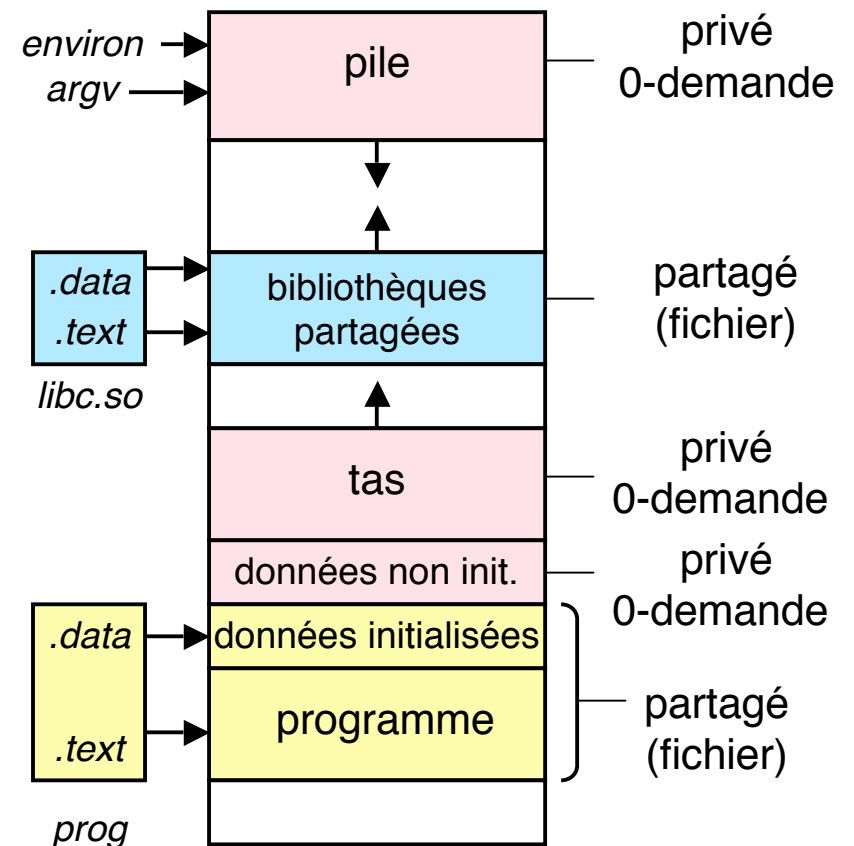 environ
argv
pile
privé
0-demande
.data
.text
libc.so
bibliothèques
partagées
partagé
(fichier)
tas
privé
0-demande
données non init.
privé
0-demande
.data
.text
prog
données initialisées
programme
partagé
(fichier)